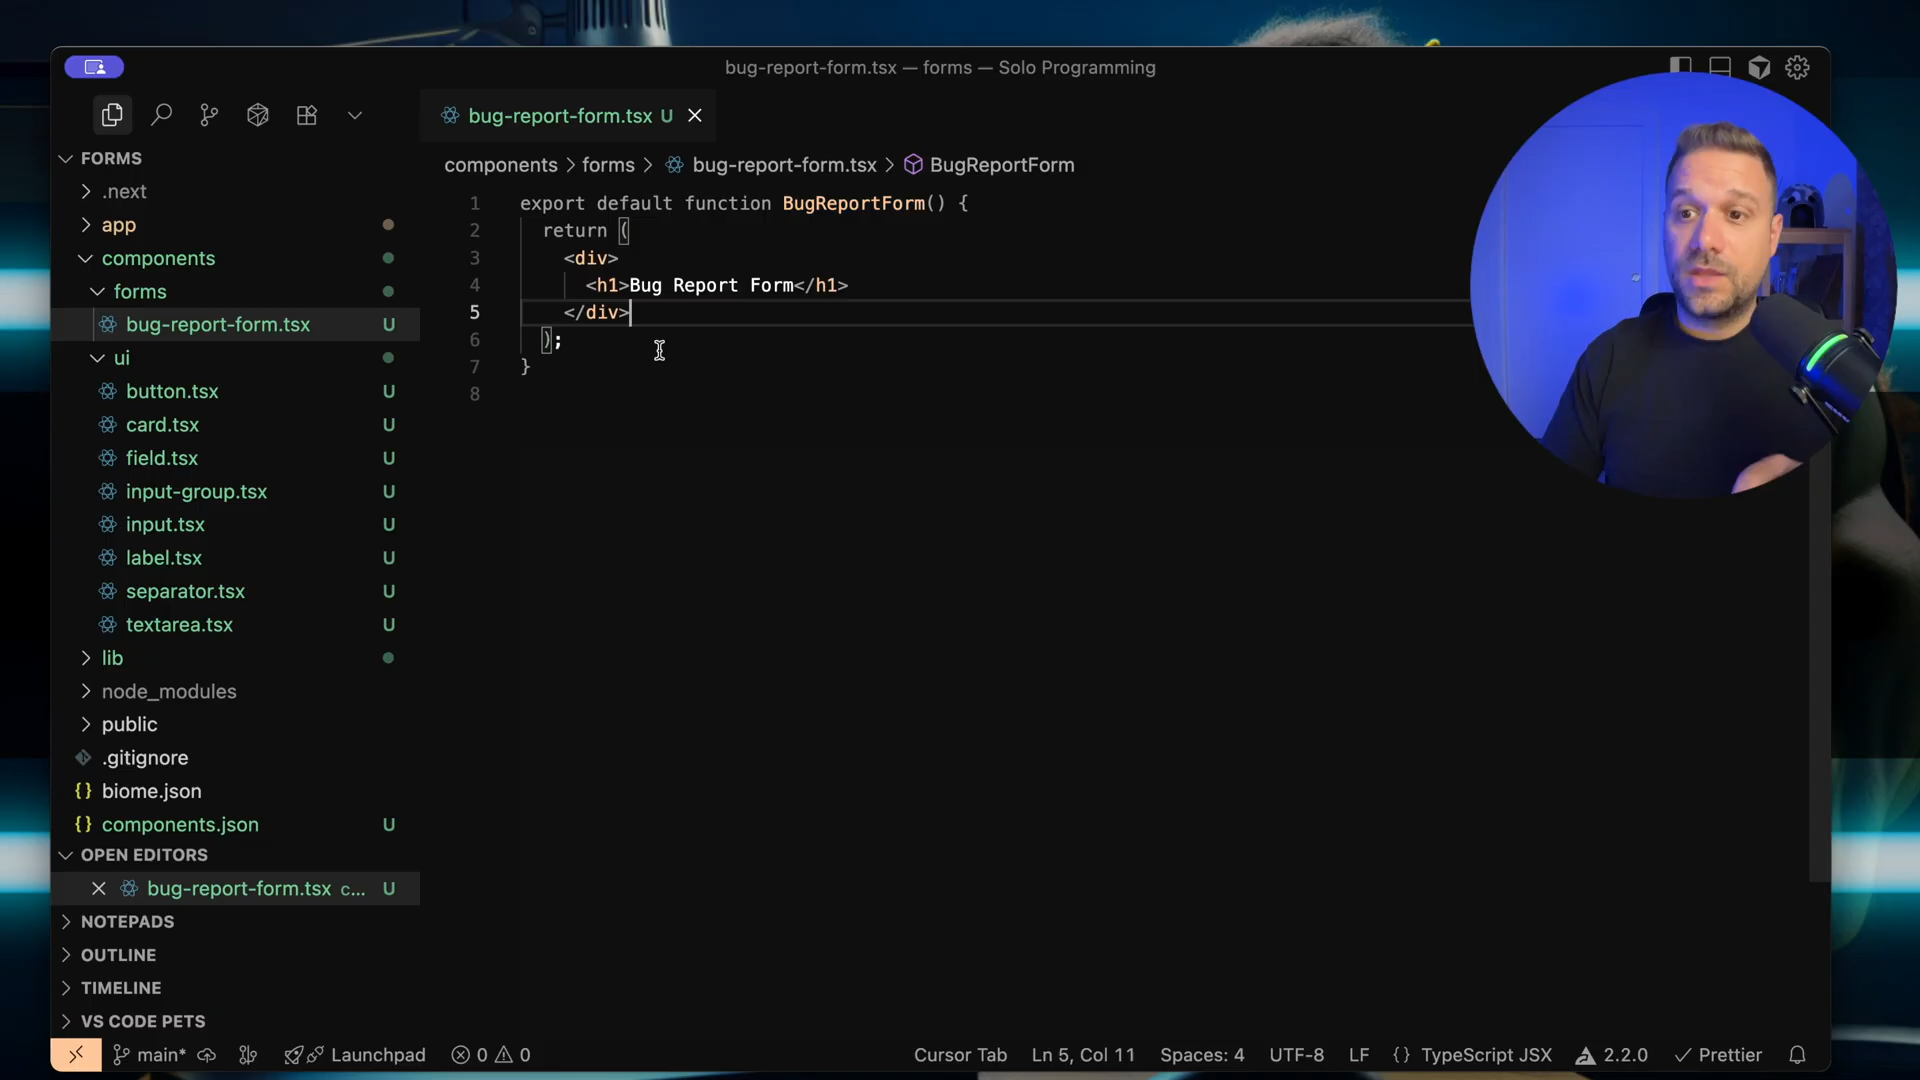 bug-report-form.tsx — forms — Solo Programming
bug-report-form.tsx U
FORMS
.next
app
components
forms
bug-report-form.tsx U
ui
button.tsx U
card.tsx U
field.tsx U
input-group.tsx U
input.tsx U
label.tsx U
separator.tsx U
textarea.tsx U
lib
node_modules
public
.gitignore
{} biome.json
{} components.json U
OPEN EDITORS
bug-report-form.tsx c... U
NOTEPADS
OUTLINE
TIMELINE
VS CODE PETS
components > forms > bug-report-form.tsx > BugReportForm
1 export default function BugReportForm() {
2 return (
3 <div>
4 <h1>Bug Report Form</h1>
5 </div>
6 );
7 }
8
main* Launchpad 0 0 Cursor Tab Ln 5, Col 11 Spaces: 4 UTF-8 LF {} TypeScript JSX 2.2.0 Prettier